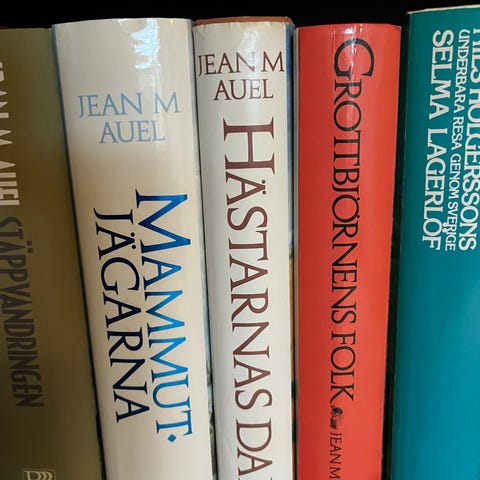 JEAN M AUEL STÄPPVANDRINGEN
JEAN M
AUEL
MAMMUT-
JÄGARNA
JEAN M
AUEL
HÄSTARNAS DA
GROTTBJÖRNENS FOLK JEAN M
HOLGERSSONS
UNDERBARA RESA GENOM SVERIGE
SELMA LAGERLÖF